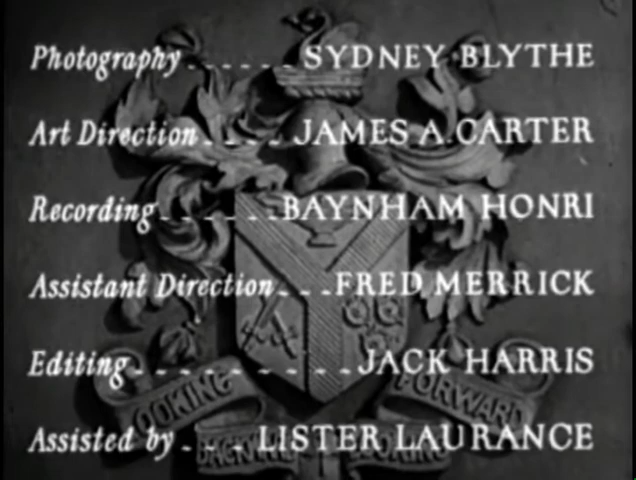 Photography . . . . . . SYDNEY BLYTHE
Art Direction . . . . JAMES A. CARTER
Recording . . . . . . BAYNHAM HONRI
Assistant Direction . . . FRED MERRICK
Editing . . . . . . . . . . . JACK HARRIS
Assisted by . . . . LISTER LAURANCE
OOKING FORWARD
LOOKING